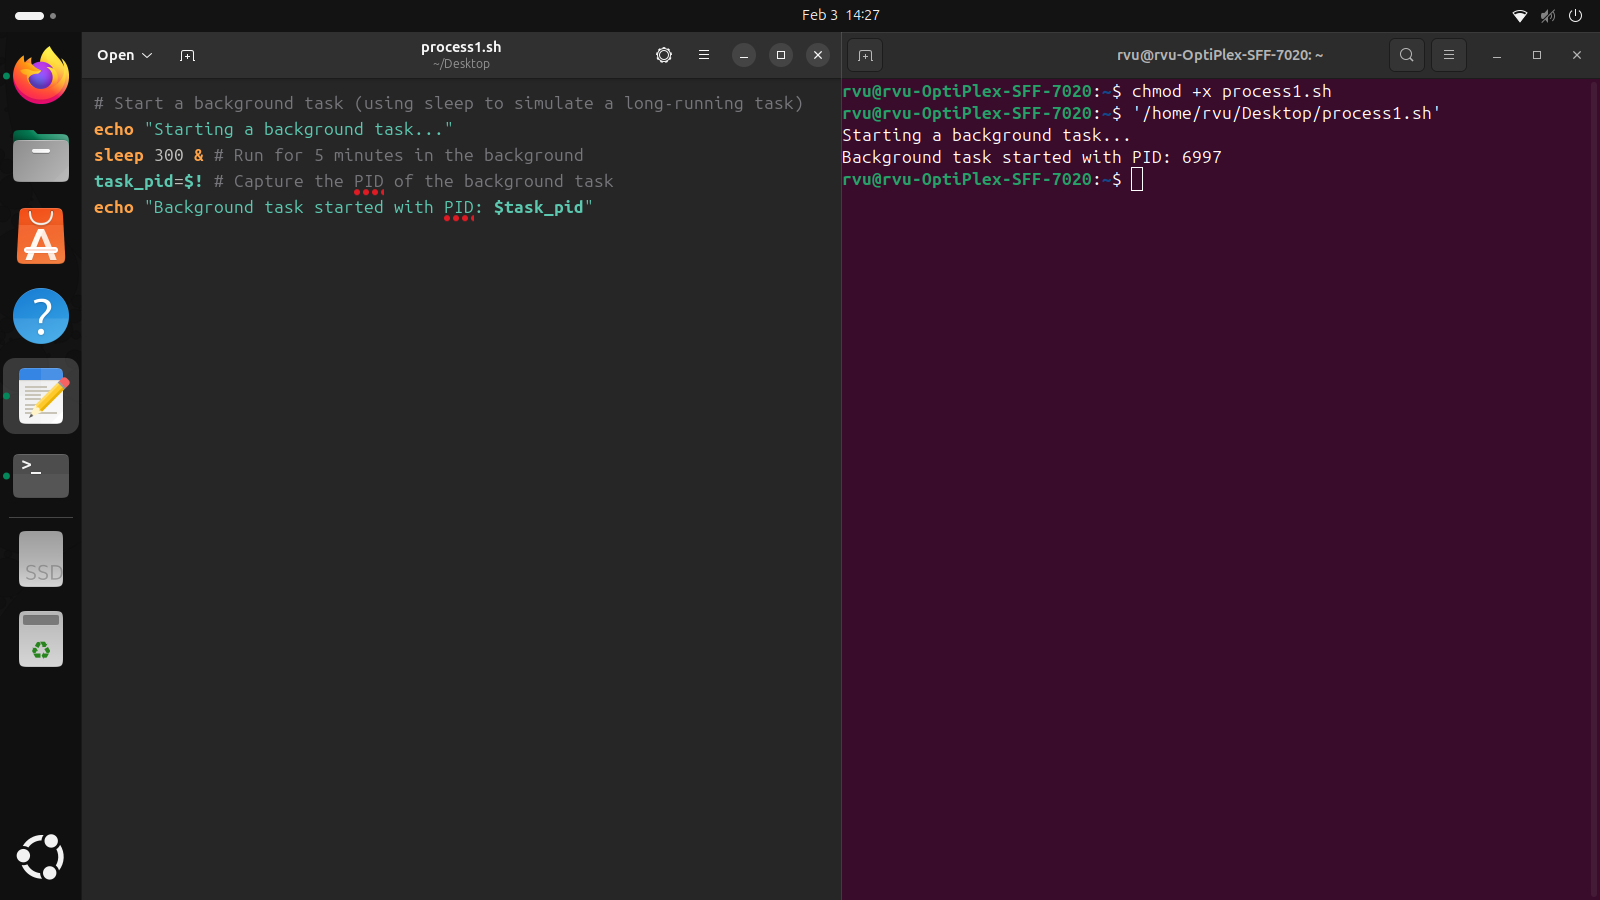 Feb 3 14:27
Open
process1.sh
~/Desktop
# Start a background task (using sleep to simulate a long-running task)
echo "Starting a background task..."
sleep 300 & # Run for 5 minutes in the background
task_pid=$! # Capture the PID of the background task
echo "Background task started with PID: $task_pid"
rvu@rvu-OptiPlex-SFF-7020: ~
rvu@rvu-OptiPlex-SFF-7020:~$ chmod +x process1.sh
rvu@rvu-OptiPlex-SFF-7020:~$ '/home/rvu/Desktop/process1.sh'
Starting a background task...
Background task started with PID: 6997
rvu@rvu-OptiPlex-SFF-7020:~$
?
>_
SSD